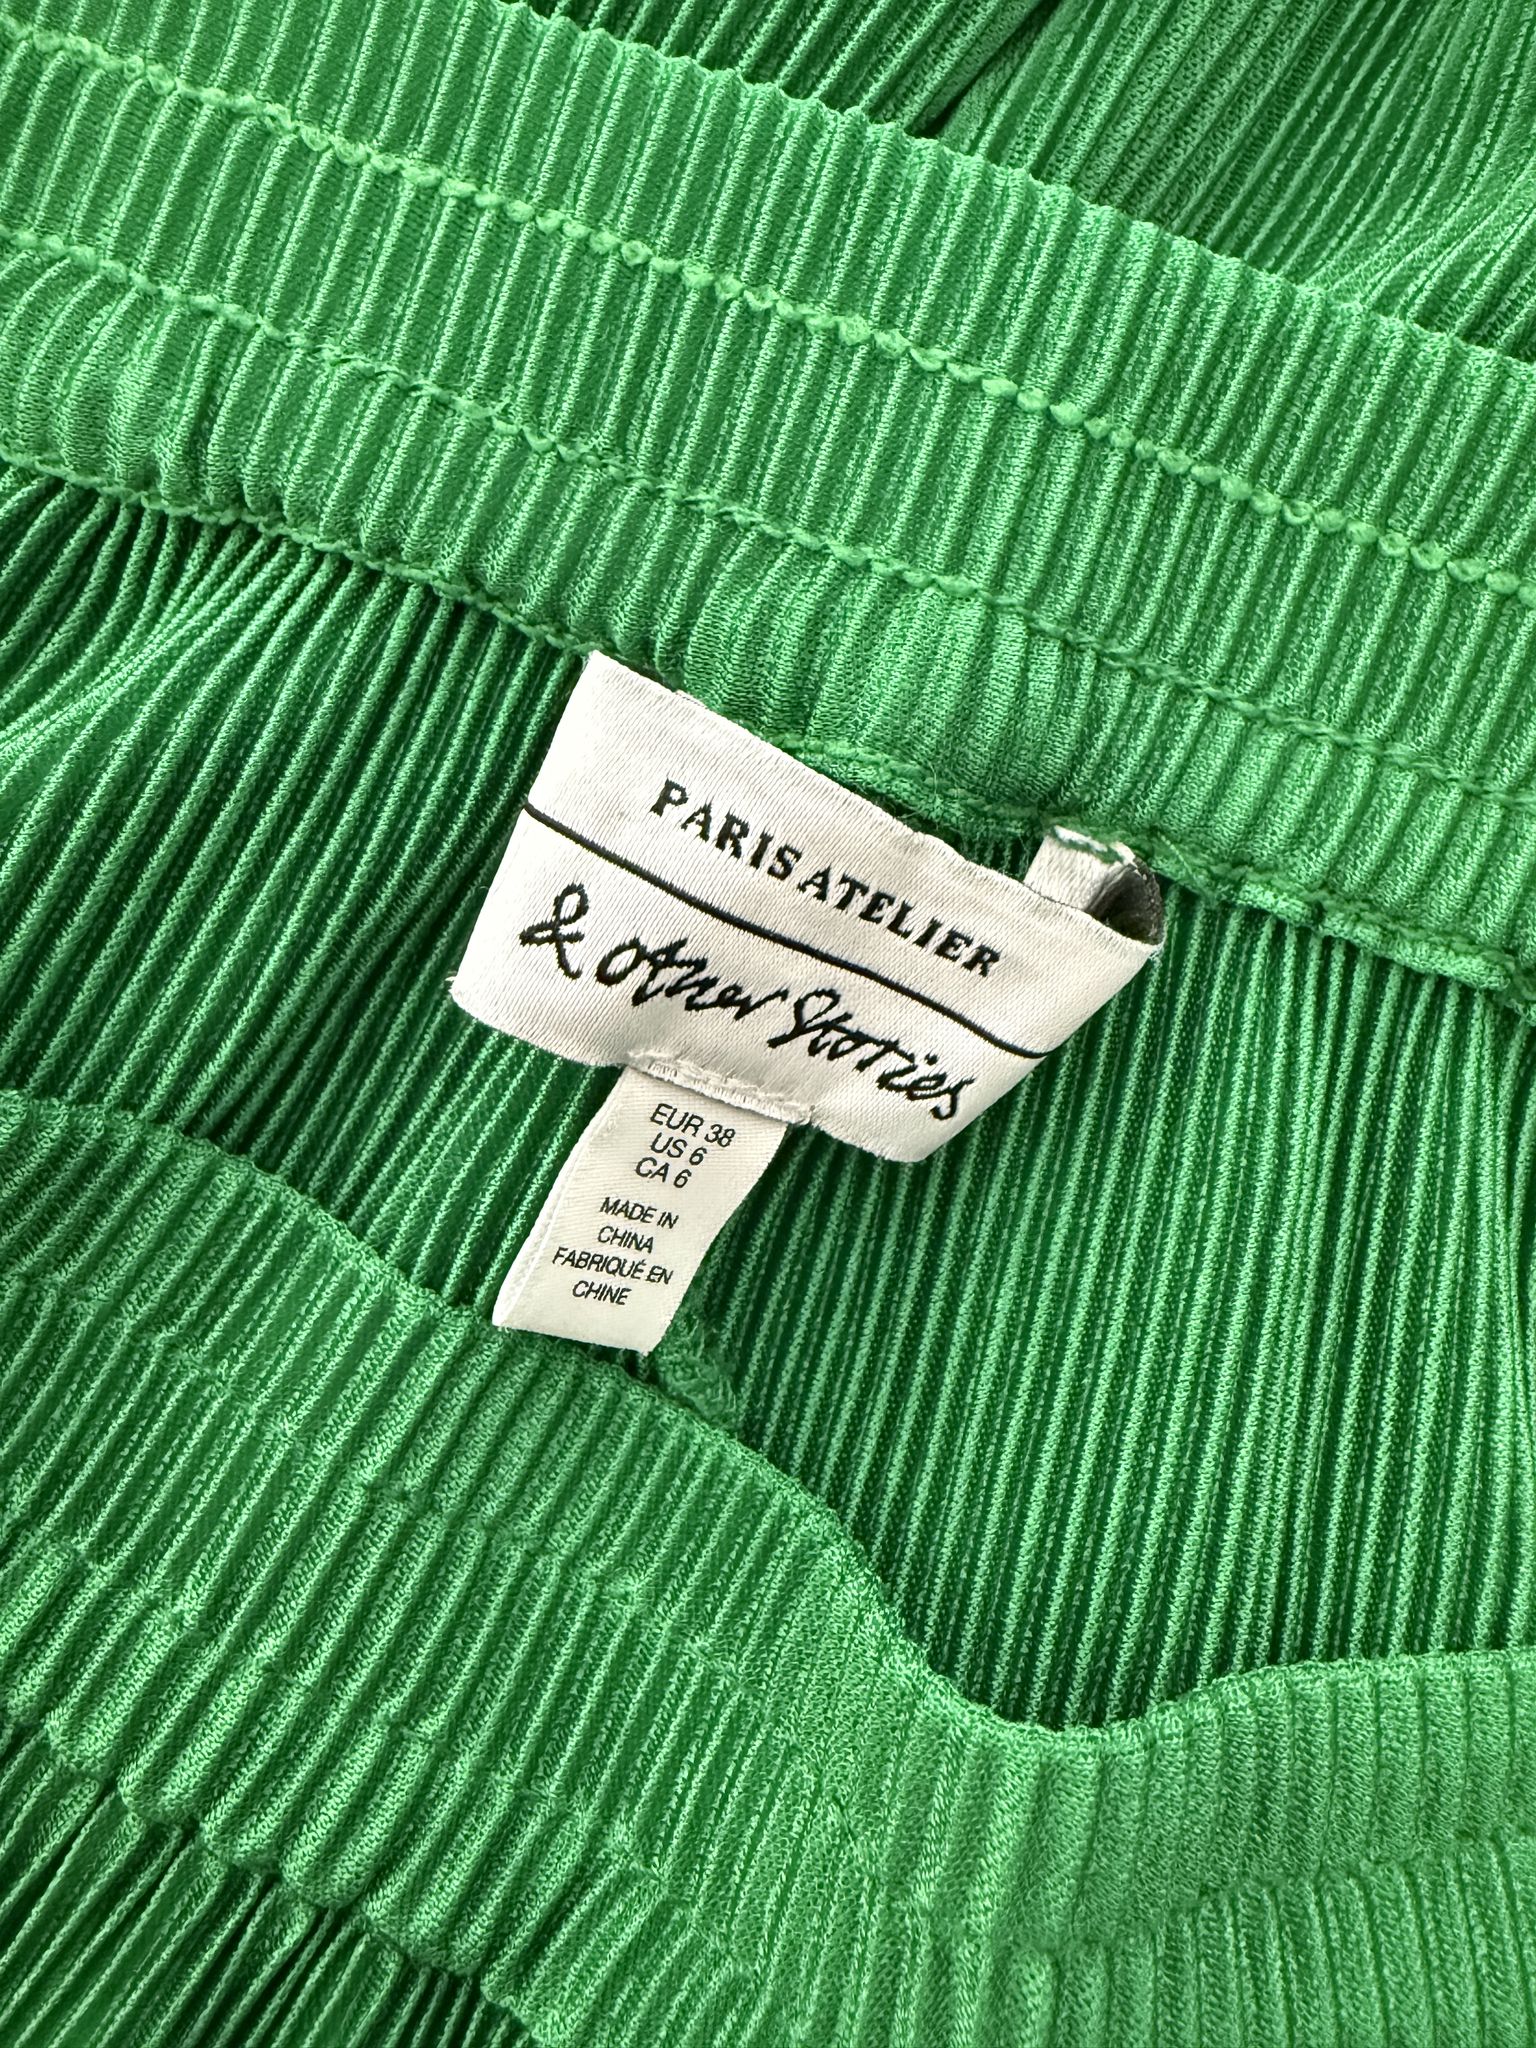 PARIS ATELIER
& Other Stories
EUR 38
US 6
CA 6
MADE IN
CHINA
FABRIQUÉ EN
CHINE